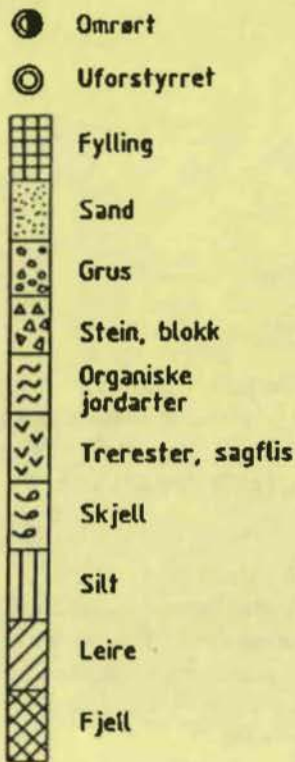 Omrørt
Uforstyrret
Fylling
Sand
Grus
Stein, blokk
Organiske
jordarter
Trerester, sagflis
Skjell
Silt
Leire
Fjell